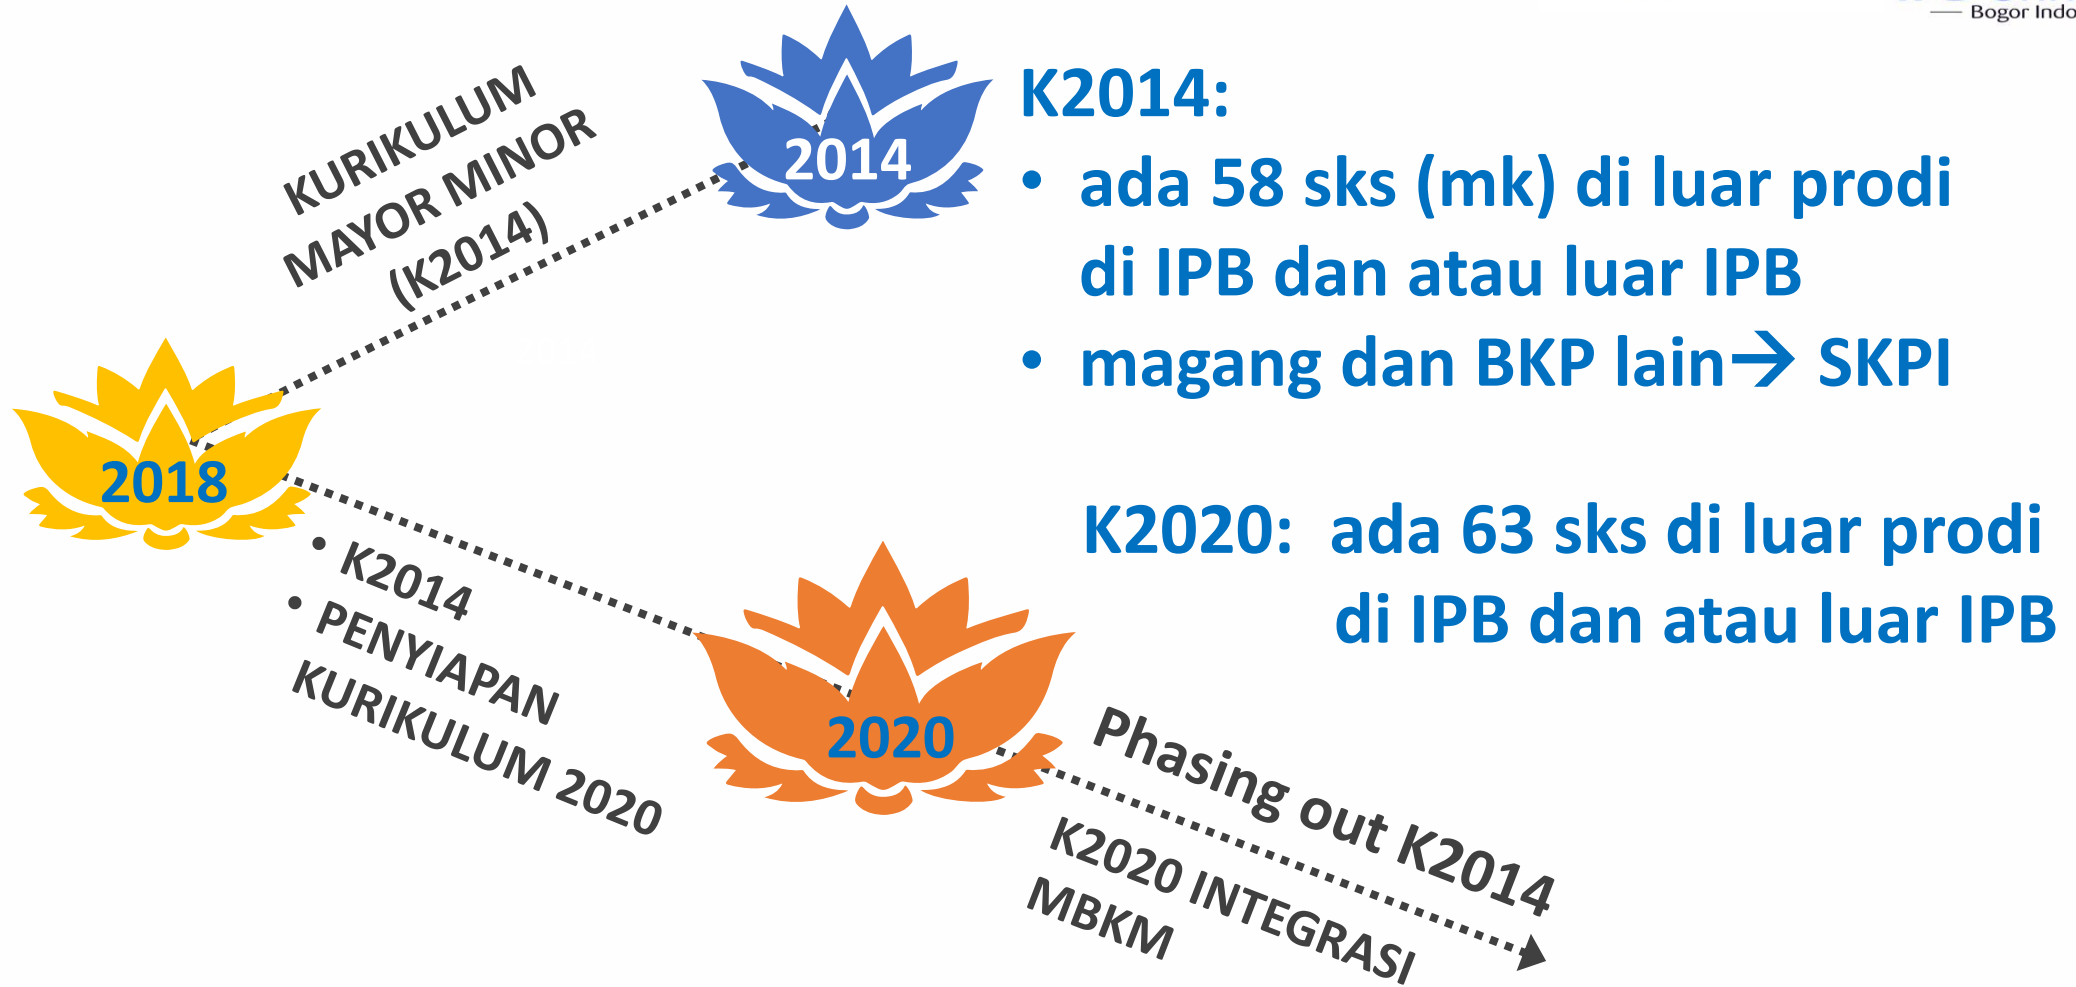 Bogor Indo
KURIKULUM
MAYOR MINOR
(K2014)
2014
K2014:
• ada 58 sks (mk) di luar prodi
di IPB dan atau luar IPB
• magang dan BKP lain→ SKPI
2018
K2020: ada 63 sks di luar prodi
di IPB dan atau luar IPB
• K2014
• PENYIAPAN
KURIKULUM 2020
2020
Phasing out K2014
K2020 INTEGRASI
MBKM